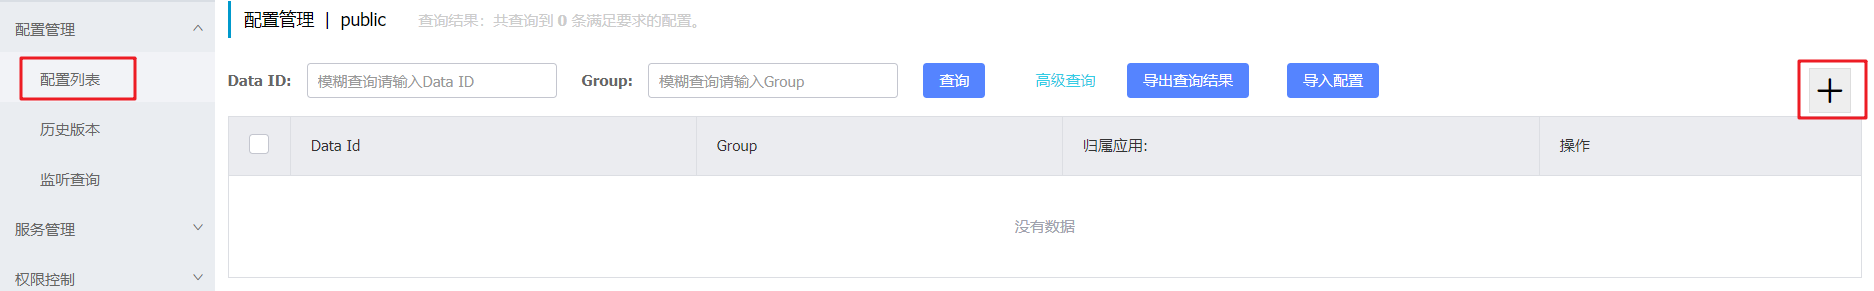 配置管理
配置列表
历史版本
监听查询
服务管理
权限控制
配置管理 | public 查询结果：共查询到 0 条满足要求的配置。
Data ID: 模糊查询请输入Data ID Group: 模糊查询请输入Group 查询 高级查询 导出查询结果 导入配置 +
Data Id Group 归属应用: 操作
没有数据